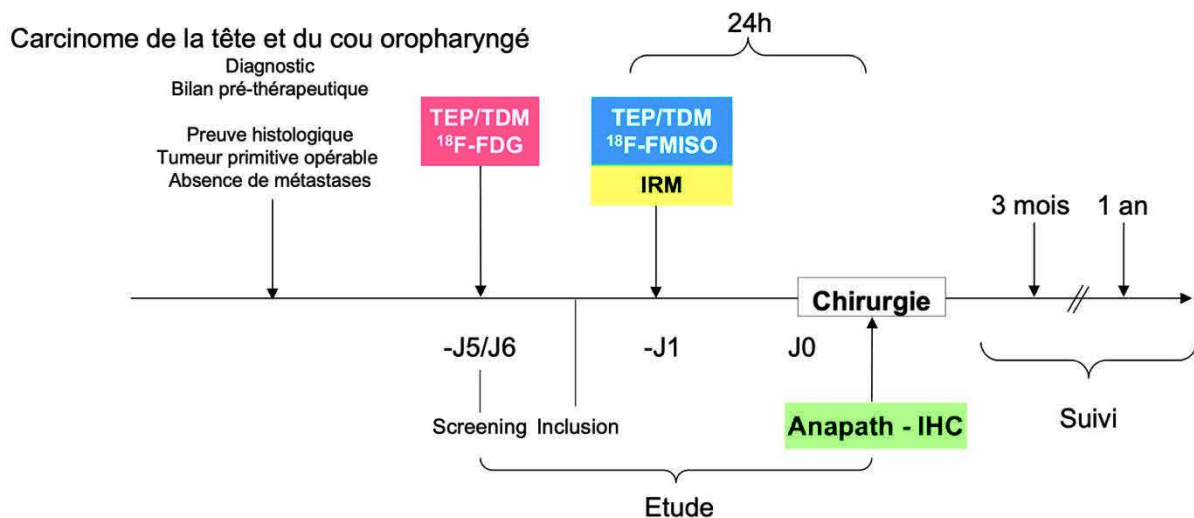 Carcinome de la tête et du cou oropharyngé
Diagnostic
Bilan pré-thérapeutique
Preuve histologique
Tumeur primitive opérable
Absence de métastases
TEP/TDM
¹⁸F-FDG
24h
TEP/TDM
¹⁸F-FMISO
IRM
3 mois
1 an
Chirurgie
-J5/J6
-J1
J0
Screening
Inclusion
Anapath - IHC
Suivi
Etude